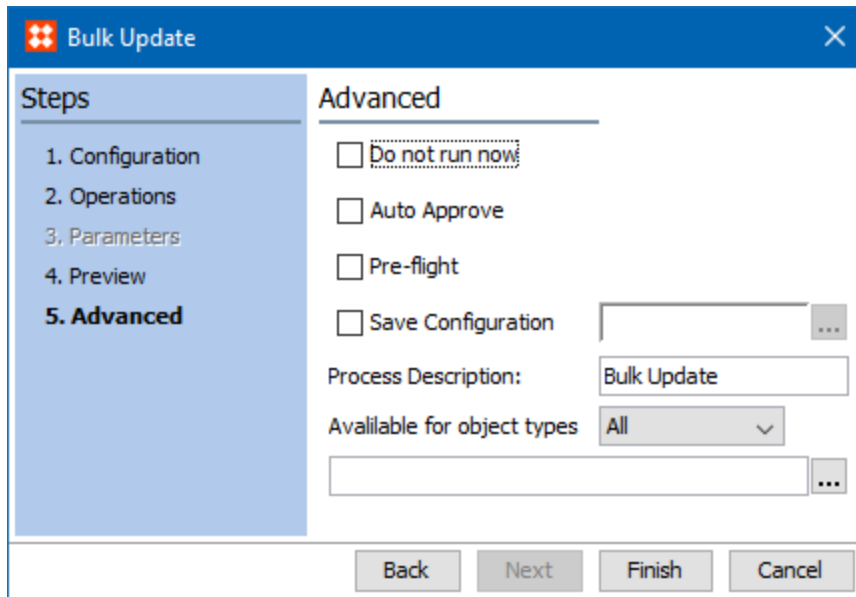 Bulk Update
Steps
1. Configuration
2. Operations
3. Parameters
4. Preview
5. Advanced
Advanced
Do not run now
Auto Approve
Pre-flight
Save Configuration
...
Process Description: Bulk Update
Avalilable for object types All
...
Back Next Finish Cancel